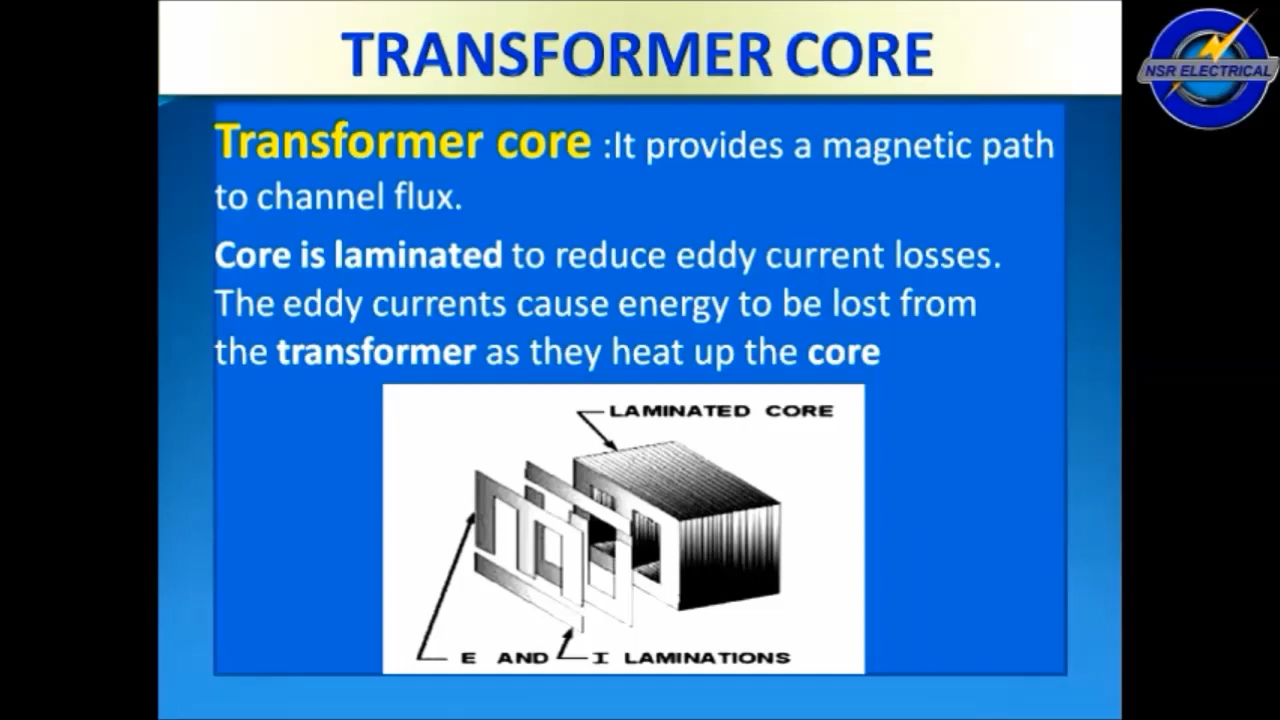 TRANSFORMER CORE
NSR ELECTRICAL
Transformer core :It provides a magnetic path
to channel flux.
Core is laminated to reduce eddy current losses.
The eddy currents cause energy to be lost from
the transformer as they heat up the core
LAMINATED CORE
E AND I LAMINATIONS